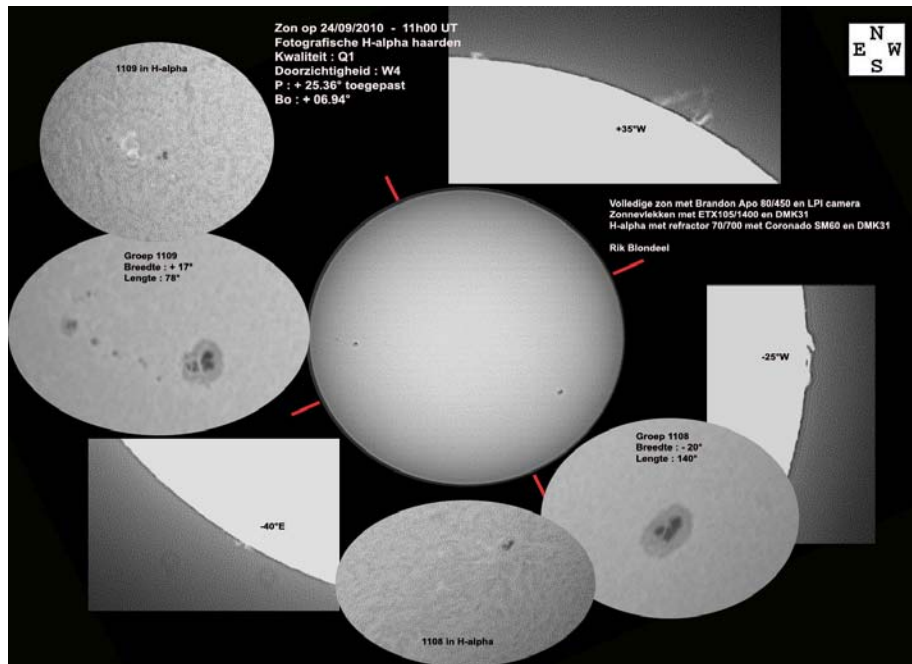 Zon op 24/09/2010 - 11h00 UT
Fotografische H-alpha haarden
Kwaliteit : Q1
Doorzichtigheid : W4
P : + 25.36° toegepast
Bo : + 06.94°
N
E W
S
1109 in H-alpha
+35°W
Volledige zon met Brandon Apo 80/450 en LPI camera
Zonnevlekken met ETX105/1400 en DMK31
H-alpha met refractor 70/700 met Coronado SM60 en DMK31
Rik Blondeel
Groep 1109
Breedte : + 17°
Lengte : 78°
-25°W
Groep 1108
Breedte : - 20°
Lengte : 140°
-40°E
1108 in H-alpha